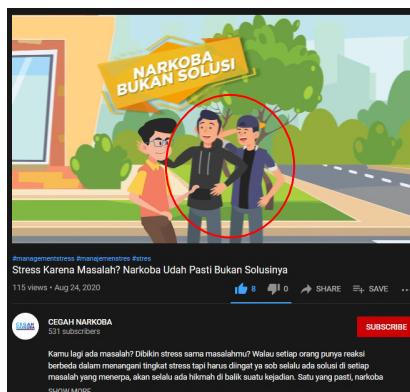 NARKOBA
BUKAN SOLUSI
#managementstress #manajemenstres #stres
Stress Karena Masalah? Narkoba Udah Pasti Bukan Solusinya
115 views • Aug 24, 2020
8
0
SHARE
SAVE
...
CEGAH
CEGAH NARKOBA
531 subscribers
SUBSCRIBE
Kamu lagi ada masalah? Dibikin stress sama masalahmu? Walau setiap orang punya reaksi
berbeda dalam menangani tingkat stress tapi harus diingat ya sob selalu ada solusi di setiap
masalah yang menerpa, akan selalu ada hikmah di balik suatu kejadian. Satu yang pasti, narkoba
SHOW MORE